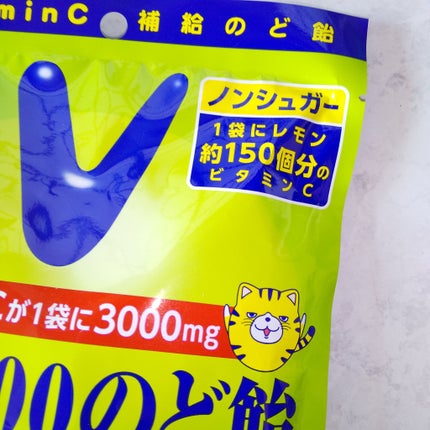 minC 補給のど飴
V
ノンシュガー
1袋にレモン
約150個分の
ビタミンC
Cが1袋に3000mg
00のど飴